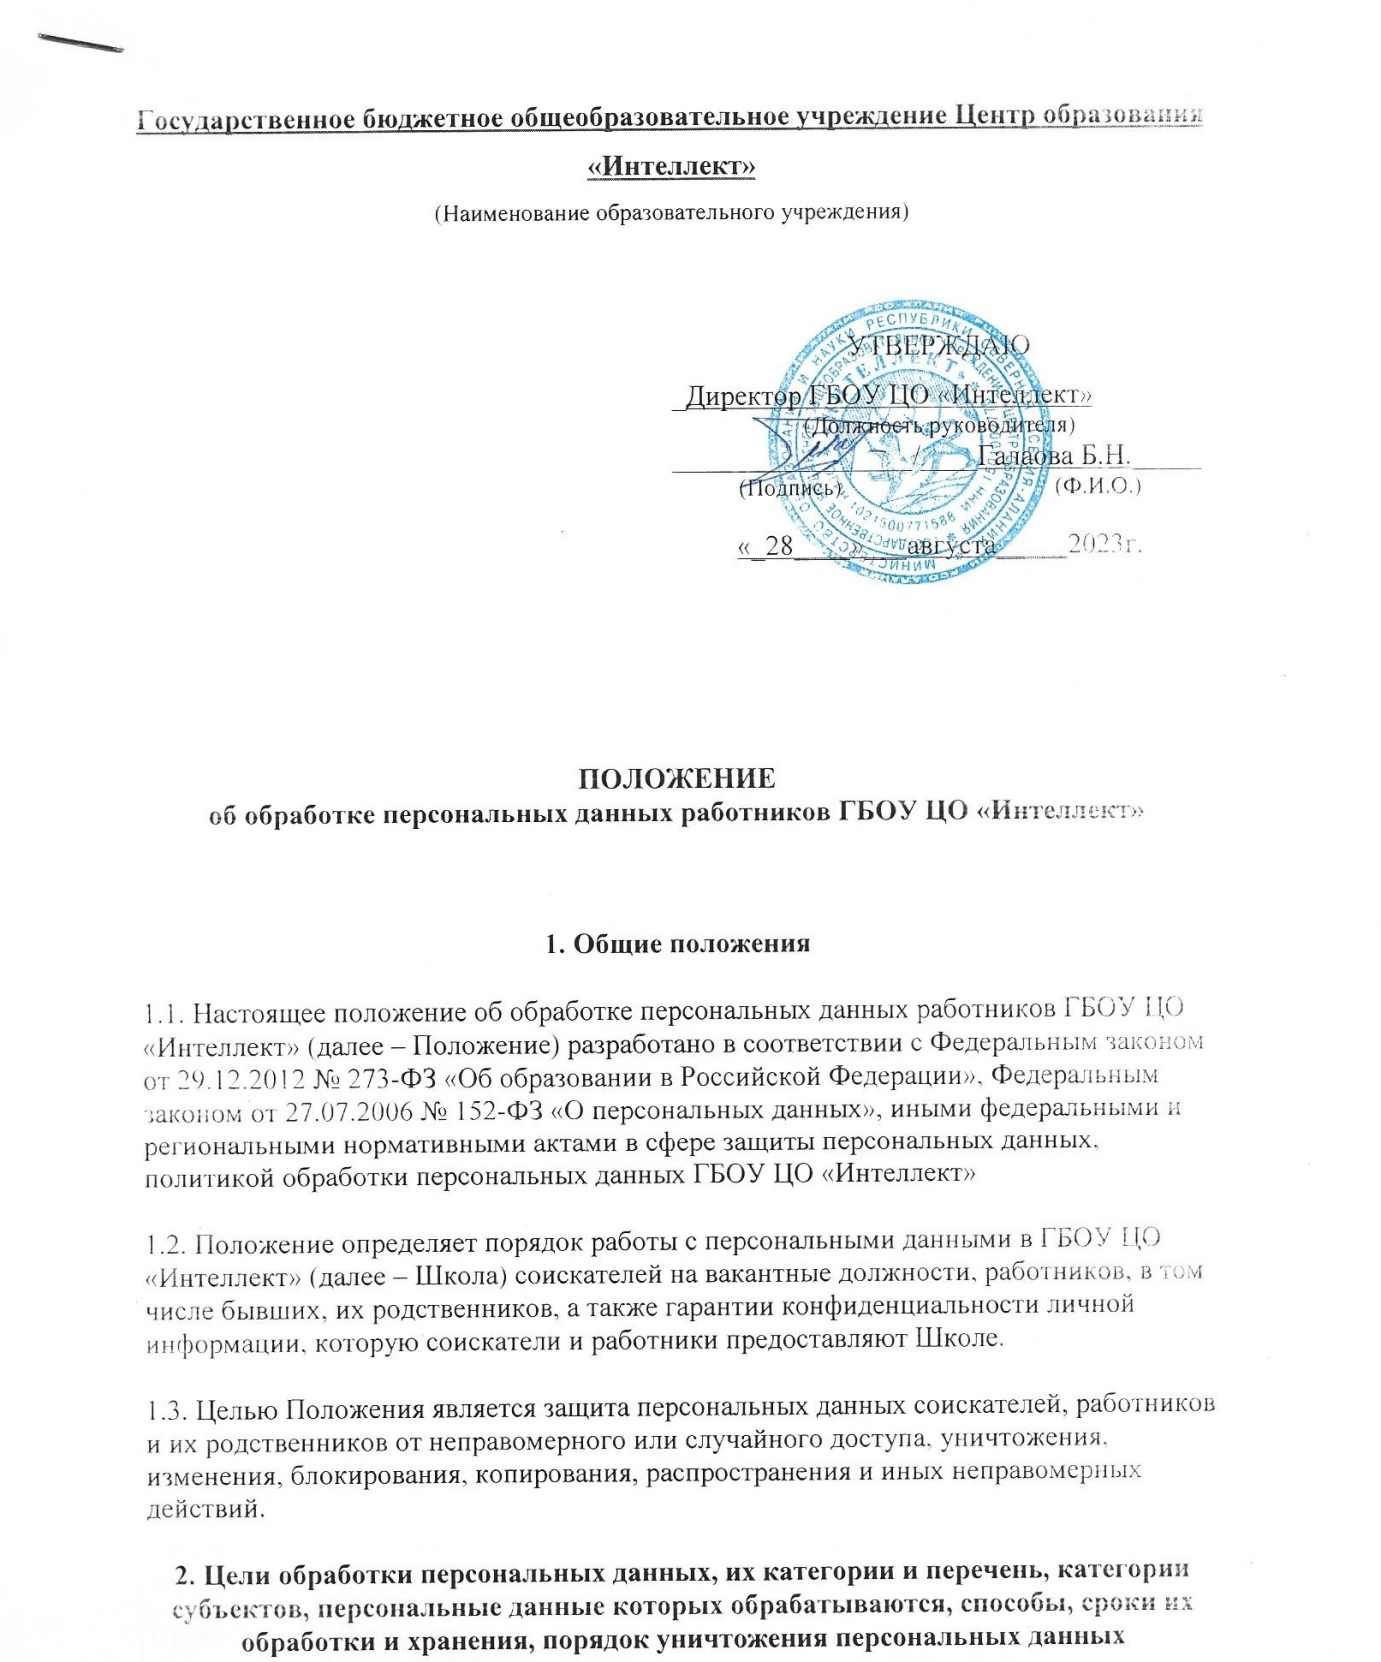 Государственное бюджетное общеобразовательное учреждение Центр образования
«Интеллект»
(Наименование образовательного учреждения)
УТВЕРЖДАЮ
Директор ГБОУ ЦО «Интеллект»
(Должность руководителя)
/ Галаова Б.Н.
(Подпись) (Ф.И.О.)
«_28____»____августа_____2023г.
РЕСПУБЛИКИ СЕВЕРНАЯ ОСЕТИЯ-АЛАНИЯ
1021500771588 ИНН
ПОЛОЖЕНИЕ
об обработке персональных данных работников ГБОУ ЦО «Интеллект»
1. Общие положения
1.1. Настоящее положение об обработке персональных данных работников ГБОУ ЦО
«Интеллект» (далее – Положение) разработано в соответствии с Федеральным законом
от 29.12.2012 № 273-ФЗ «Об образовании в Российской Федерации», Федеральным
законом от 27.07.2006 № 152-ФЗ «О персональных данных», иными федеральными и
региональными нормативными актами в сфере защиты персональных данных,
политикой обработки персональных данных ГБОУ ЦО «Интеллект»
1.2. Положение определяет порядок работы с персональными данными в ГБОУ ЦО
«Интеллект» (далее – Школа) соискателей на вакантные должности, работников, в том
числе бывших, их родственников, а также гарантии конфиденциальности личной
информации, которую соискатели и работники предоставляют Школе.
1.3. Целью Положения является защита персональных данных соискателей, работников
и их родственников от неправомерного или случайного доступа, уничтожения,
изменения, блокирования, копирования, распространения и иных неправомерных
действий.
2. Цели обработки персональных данных, их категории и перечень, категории
субъектов, персональные данные которых обрабатываются, способы, сроки их
обработки и хранения, порядок уничтожения персональных данных